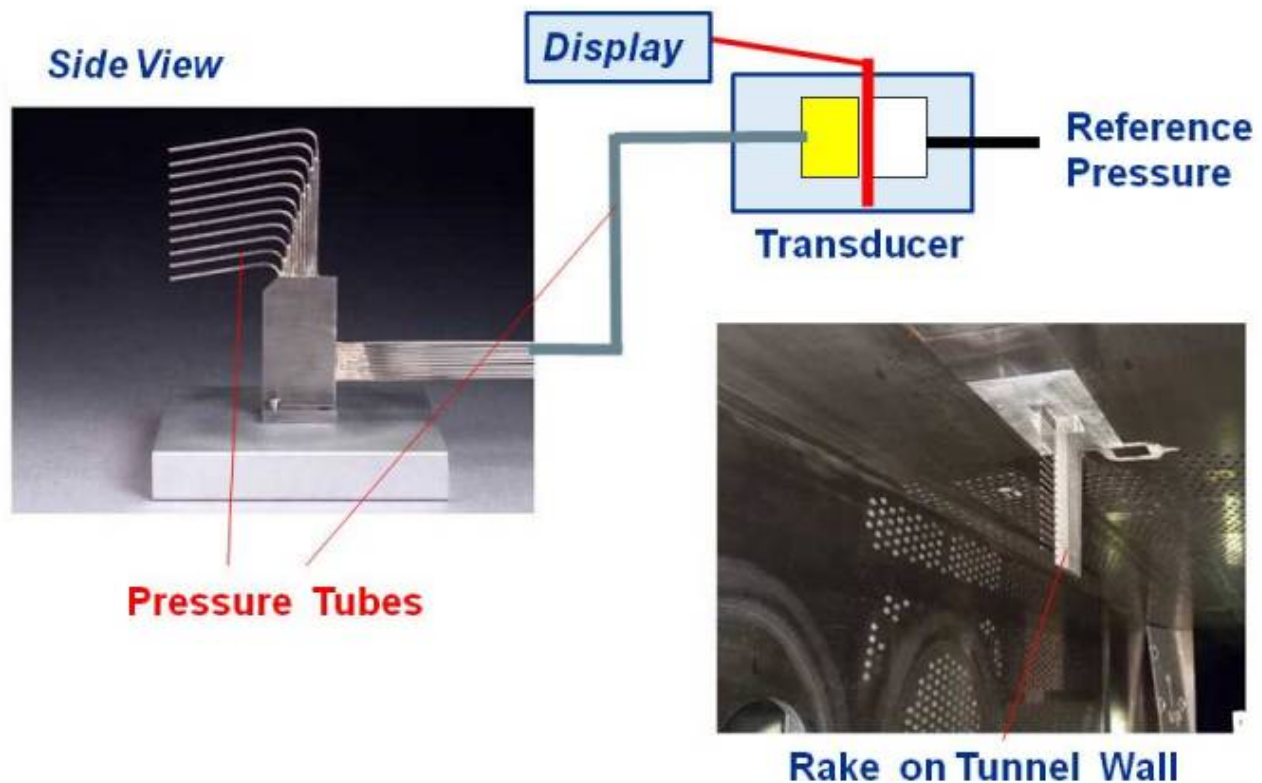 Side View
Display
Reference
Pressure
Transducer
Pressure Tubes
Rake on Tunnel Wall